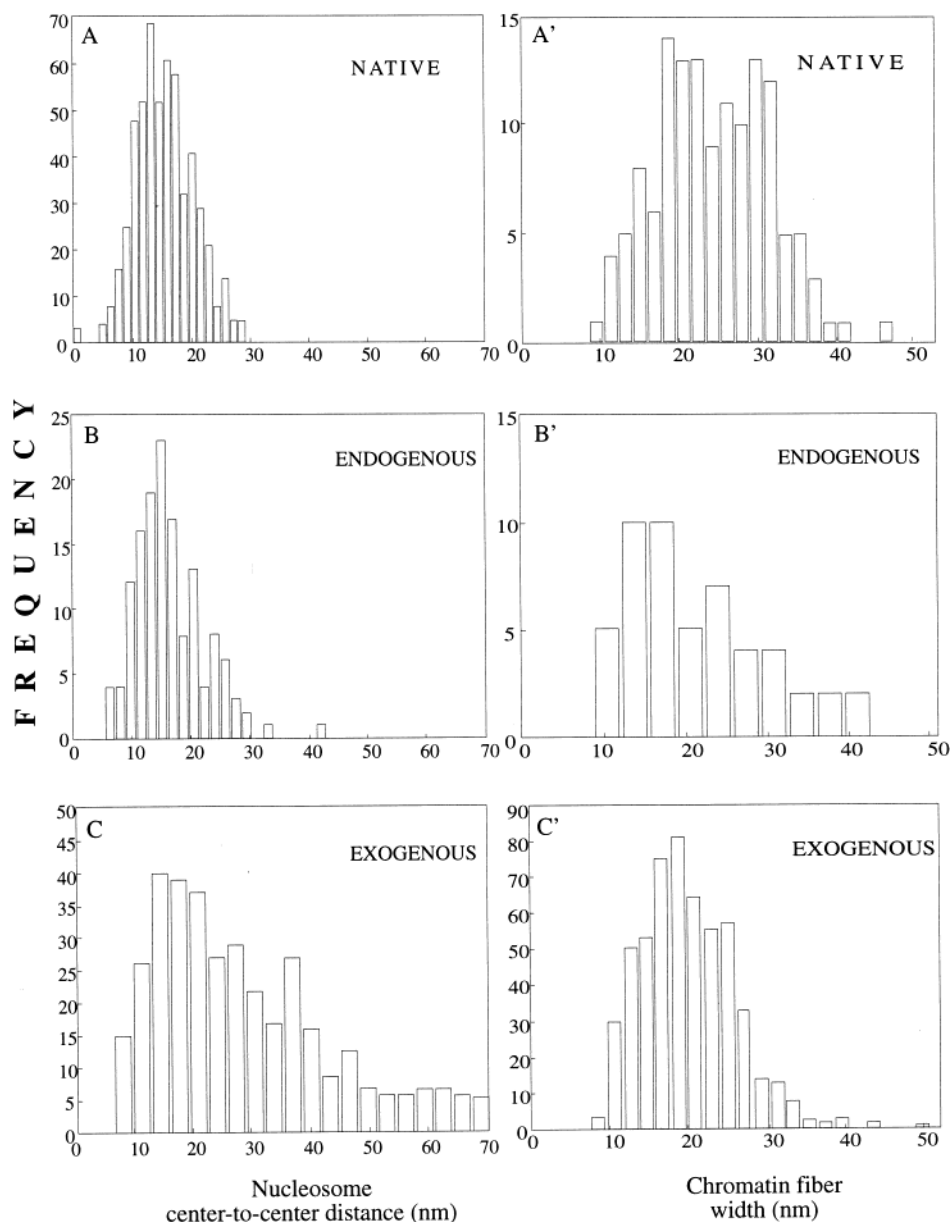 A
NATIVE
70
60
50
40
30
20
10
0
0 10 20 30 40 50 60 70
A'
NATIVE
15
10
5
0
0 10 20 30 40 50
FREQUENCY
B
ENDOGENOUS
25
20
15
10
5
0
0 10 20 30 40 50 60 70
B'
ENDOGENOUS
15
10
5
0
0 10 20 30 40 50
C
EXOGENOUS
50
45
40
35
30
25
20
15
10
5
0
0 10 20 30 40 50 60 70
C'
EXOGENOUS
90
80
70
60
50
40
30
20
10
0
0 10 20 30 40 50
Nucleosome
center-to-center distance (nm)
Chromatin fiber
width (nm)